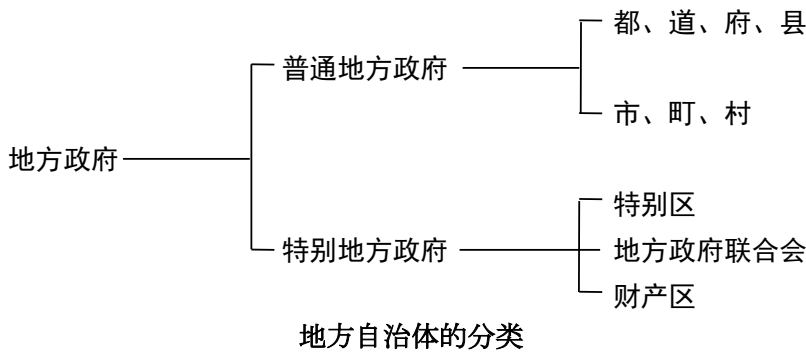 都、道、府、县
普通地方政府
市、町、村
地方政府
特别区
特别地方政府
地方政府联合会
财产区
地方自治体的分类